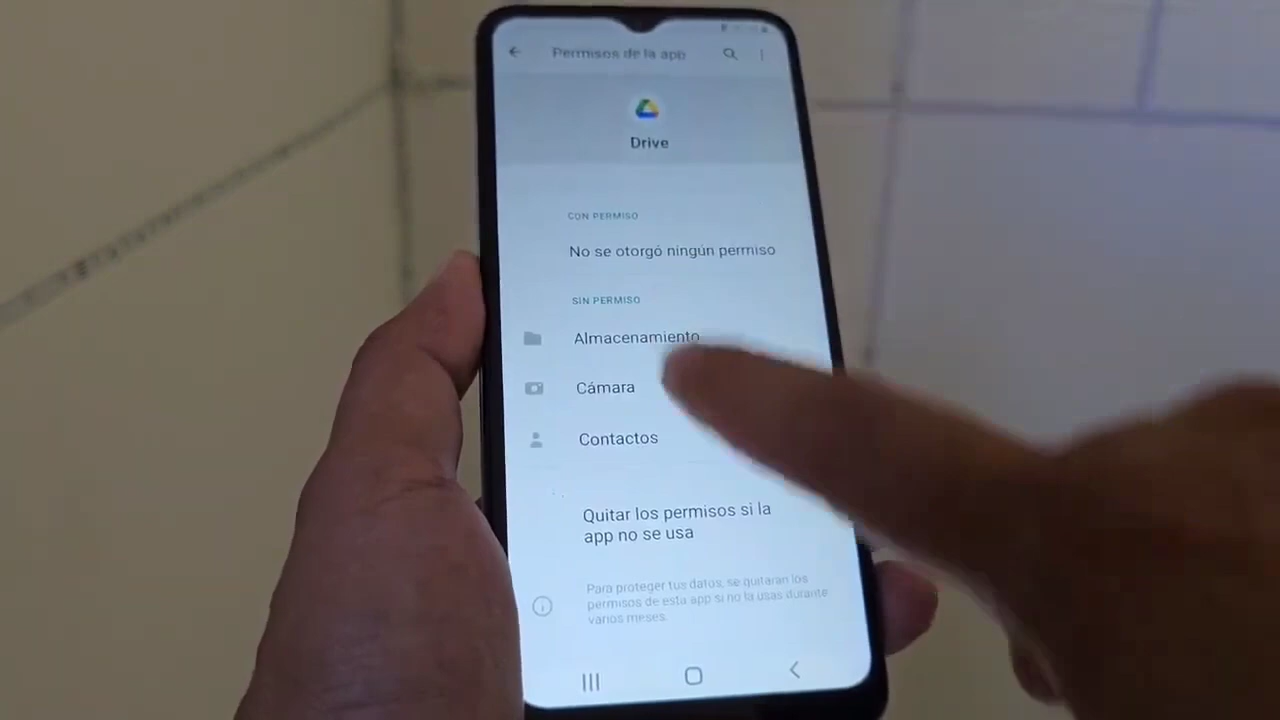 Permisos de la app
Drive
CON PERMISO
No se otorgó ningún permiso
SIN PERMISO
Almacenamiento
Cámara
Contactos
Quitar los permisos si la
app no se usa
Para proteger tus datos, se quitarán los
permisos de esta app si no la usas durante
varios meses.